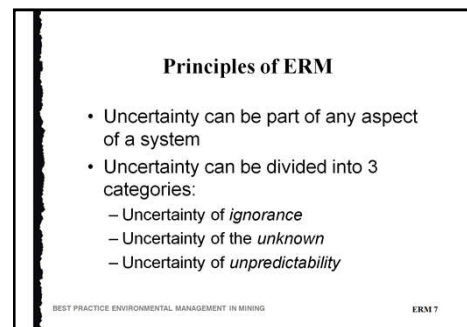 Principles of ERM
• Uncertainty can be part of any aspect
of a system
• Uncertainty can be divided into 3
categories:
– Uncertainty of ignorance
– Uncertainty of the unknown
– Uncertainty of unpredictability
BEST PRACTICE ENVIRONMENTAL MANAGEMENT IN MINING ERM 7